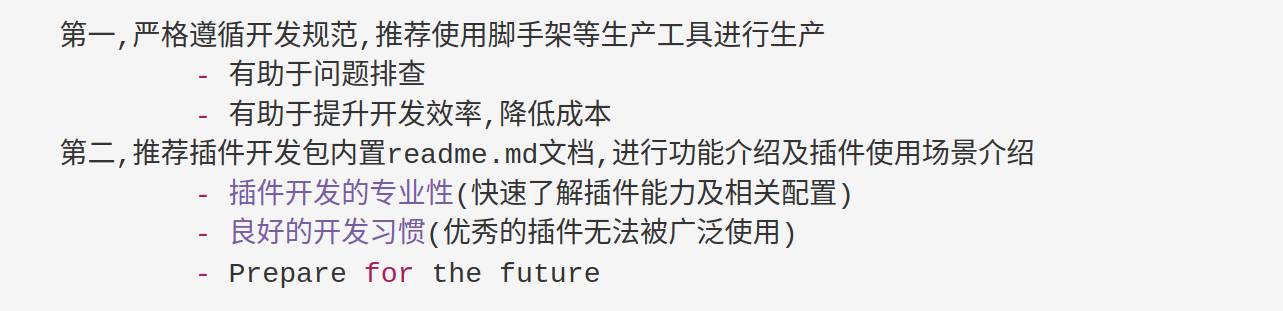 第一,严格遵循开发规范,推荐使用脚手架等生产工具进行生产
- 有助于问题排查
- 有助于提升开发效率,降低成本
第二,推荐插件开发包内置readme.md文档,进行功能介绍及插件使用场景介绍
- 插件开发的专业性(快速了解插件能力及相关配置)
- 良好的开发习惯(优秀的插件无法被广泛使用)
- Prepare for the future